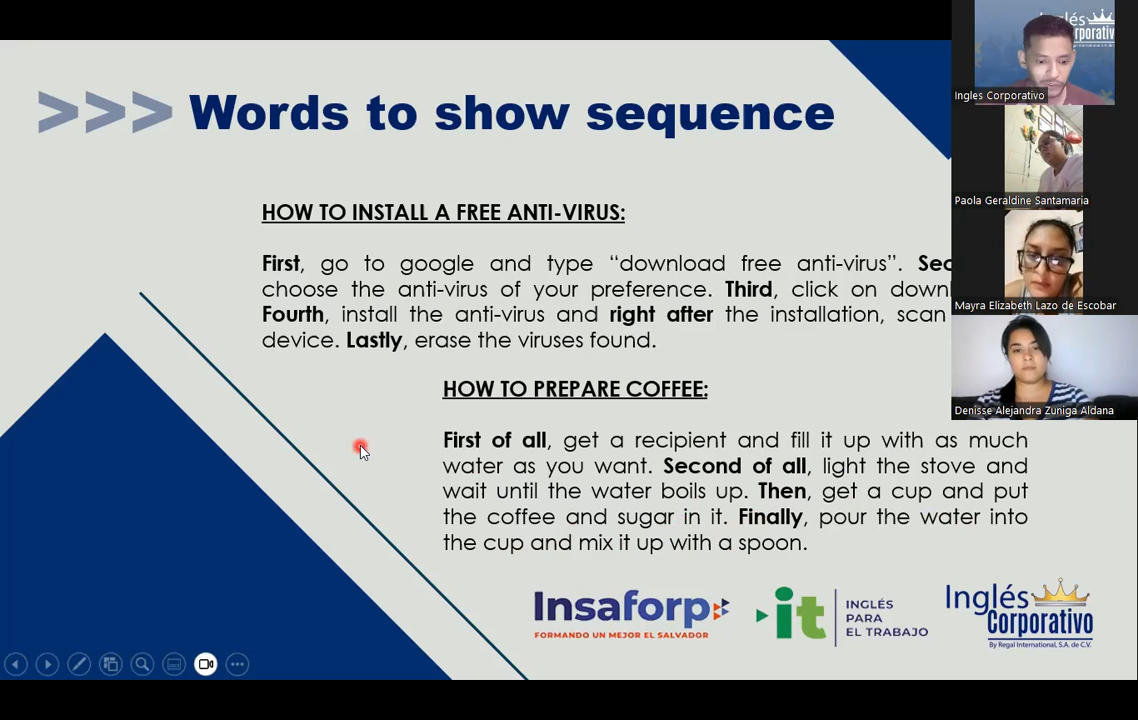 >>> Words to show sequence
HOW TO INSTALL A FREE ANTI-VIRUS:
First, go to google and type “download free anti-virus”.
choose the anti-virus of your preference. Third, click on
Fourth, install the anti-virus and right after the installation, scan
device. Lastly, erase the viruses found.
HOW TO PREPARE COFFEE:
First of all, get a recipient and fill it up with as much
water as you want. Second of all, light the stove and
wait until the water boils up. Then, get a cup and put
the coffee and sugar in it. Finally, pour the water into
the cup and mix it up with a spoon.
Insaforp
FORMANDO UN MEJOR EL SALVADOR
it
INGLÉS
PARA
EL TRABAJO
Inglés
Corporativo
By Regal International, S.A. de C.V.
Ingles Corporativo
Paola Geraldine Santamaria
Mayra Elizabeth Lazo de Escobar
Denisse Alejandra Zuniga Aldana